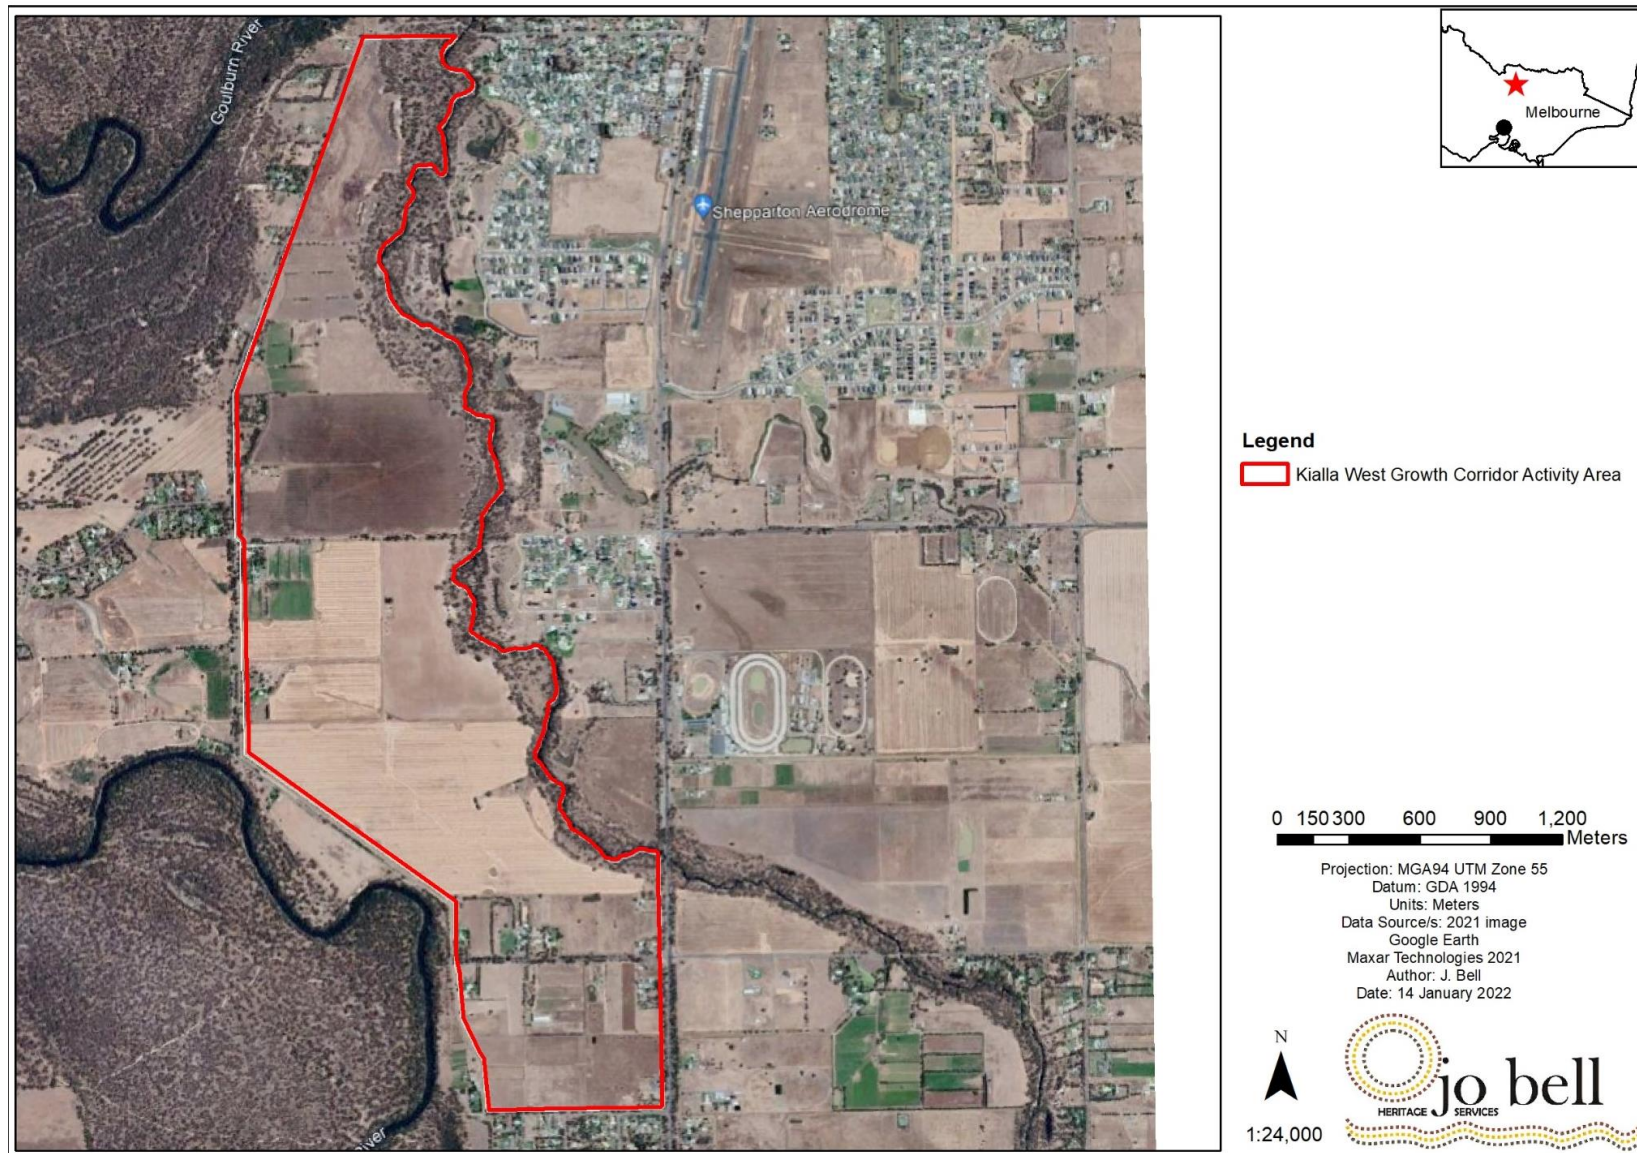 Goulburn River
Shepparton Aerodrome
River
Melbourne
Legend
Kialla West Growth Corridor Activity Area
0 150 300 600 900 1,200
Meters
Projection: MGA94 UTM Zone 55
Datum: GDA 1994
Units: Meters
Data Source/s: 2021 image
Google Earth
Maxar Technologies 2021
Author: J. Bell
Date: 14 January 2022
N
1:24,000
jo bell
HERITAGE SERVICES